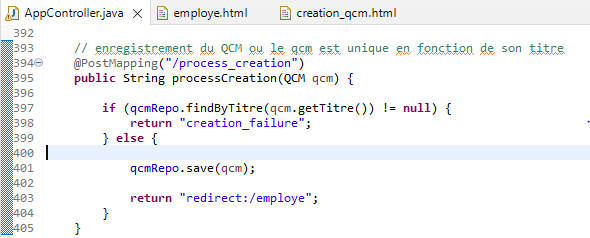 AppController.java employe.html creation_qcm.html
392
393 // enregistrement du QCM ou le qcm est unique en fonction de son titre
394 @PostMapping("/process_creation")
395 public String processCreation(QCM qcm) {
396
397 if (qcmRepo.findByTitre(qcm.getTitre()) != null) {
398 return "creation_failure";
399 } else {
400
401 qcmRepo.save(qcm);
402
403 return "redirect:/employe";
404 }
405 }